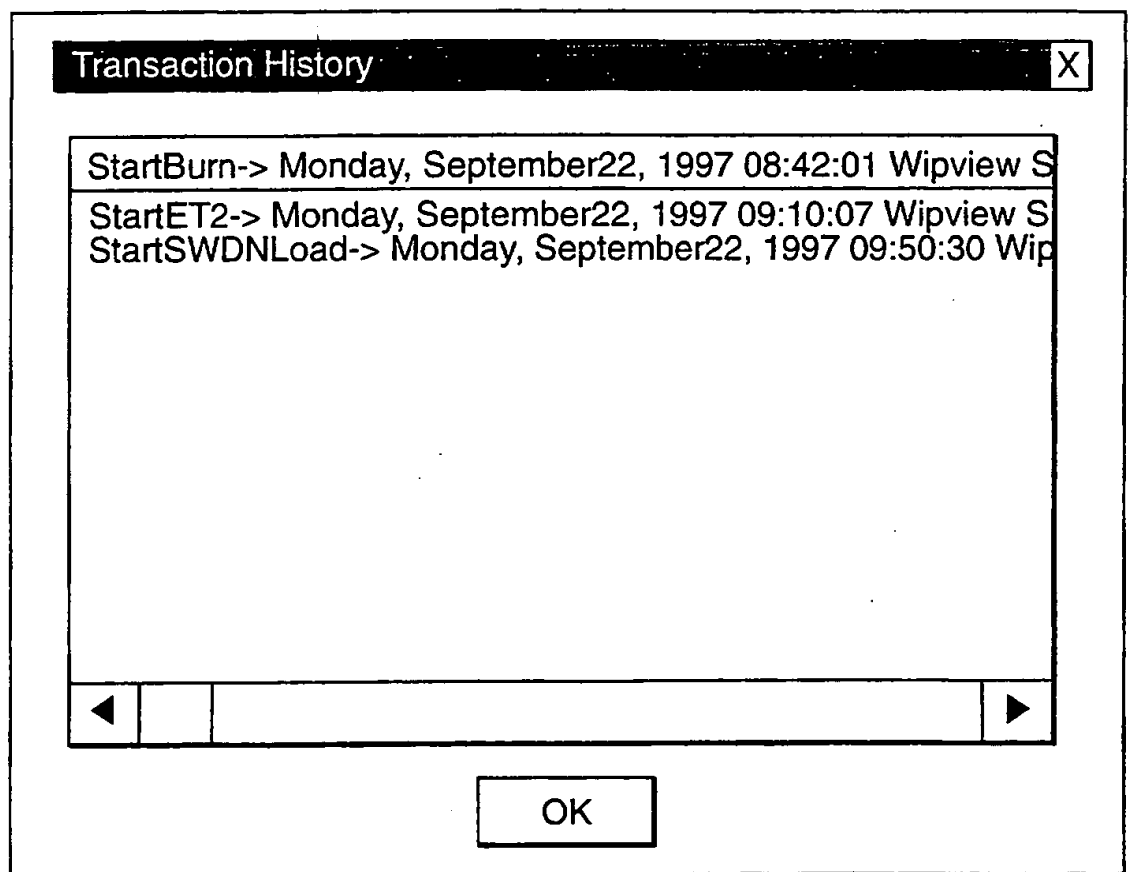 Transaction History X
StartBurn-> Monday, September22, 1997 08:42:01 Wipview S
StartET2-> Monday, September22, 1997 09:10:07 Wipview S
StartSWDNLoad-> Monday, September22, 1997 09:50:30 Wip
OK